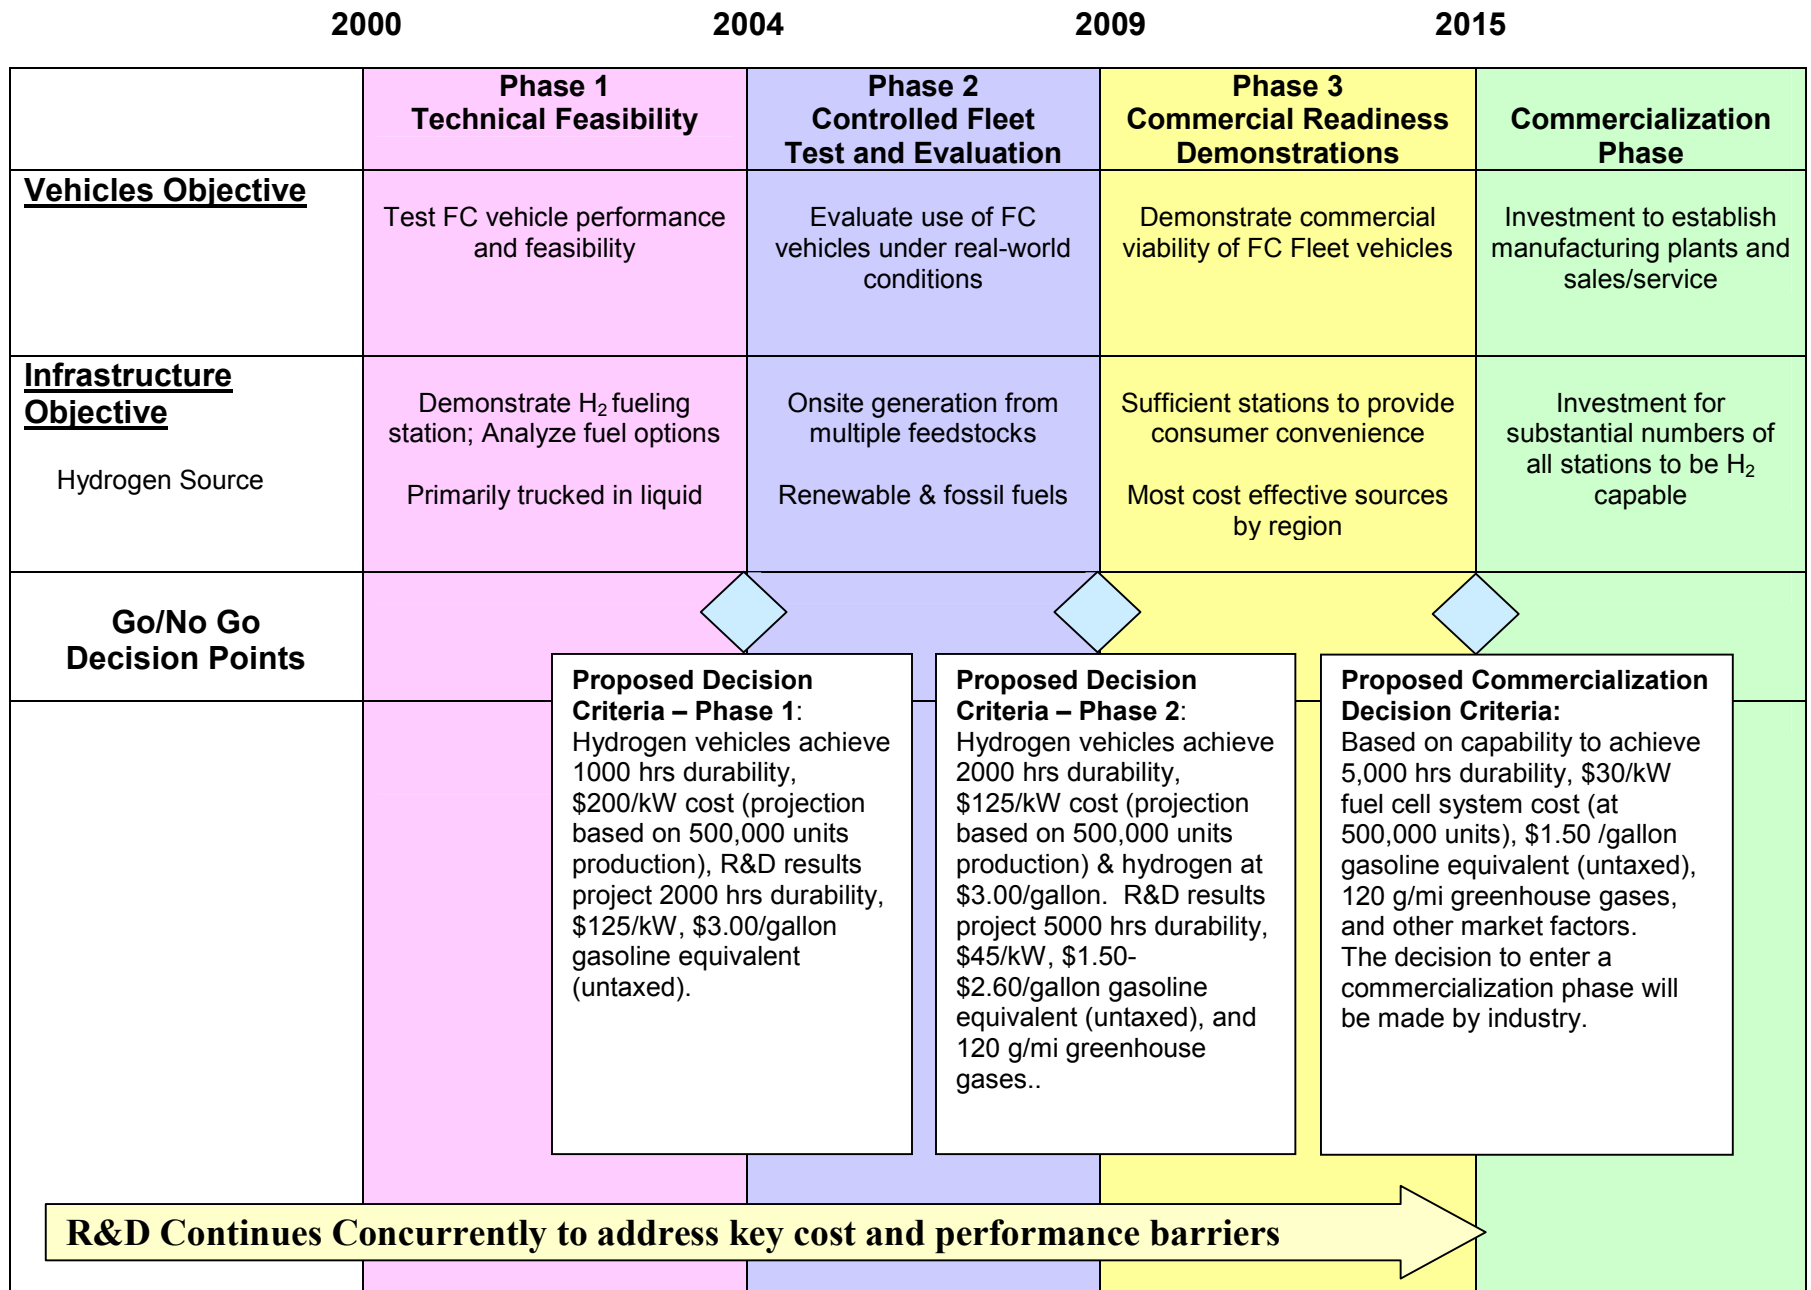 2000 2004 2009 2015
Phase 1
Technical Feasibility
Phase 2
Controlled Fleet
Test and Evaluation
Phase 3
Commercial Readiness
Demonstrations
Commercialization
Phase
Vehicles Objective
Test FC vehicle performance
and feasibility
Evaluate use of FC
vehicles under real-world
conditions
Demonstrate commercial
viability of FC Fleet vehicles
Investment to establish
manufacturing plants and
sales/service
Infrastructure
Objective
Hydrogen Source
Demonstrate H2 fueling
station; Analyze fuel options
Primarily trucked in liquid
Onsite generation from
multiple feedstocks
Renewable & fossil fuels
Sufficient stations to provide
consumer convenience
Most cost effective sources
by region
Investment for
substantial numbers of
all stations to be H2
capable
Go/No Go
Decision Points
Proposed Decision
Criteria – Phase 1:
Hydrogen vehicles achieve
1000 hrs durability,
$200/kW cost (projection
based on 500,000 units
production), R&D results
project 2000 hrs durability,
$125/kW, $3.00/gallon
gasoline equivalent
(untaxed).
Proposed Decision
Criteria – Phase 2:
Hydrogen vehicles achieve
2000 hrs durability,
$125/kW cost (projection
based on 500,000 units
production) & hydrogen at
$3.00/gallon.  R&D results
project 5000 hrs durability,
$45/kW, $1.50-
$2.60/gallon gasoline
equivalent (untaxed), and
120 g/mi greenhouse
gases..
Proposed Commercialization
Decision Criteria:
Based on capability to achieve
5,000 hrs durability, $30/kW
fuel cell system cost (at
500,000 units), $1.50 /gallon
gasoline equivalent (untaxed),
120 g/mi greenhouse gases,
and other market factors.
The decision to enter a
commercialization phase will
be made by industry.
R&D Continues Concurrently to address key cost and performance barriers